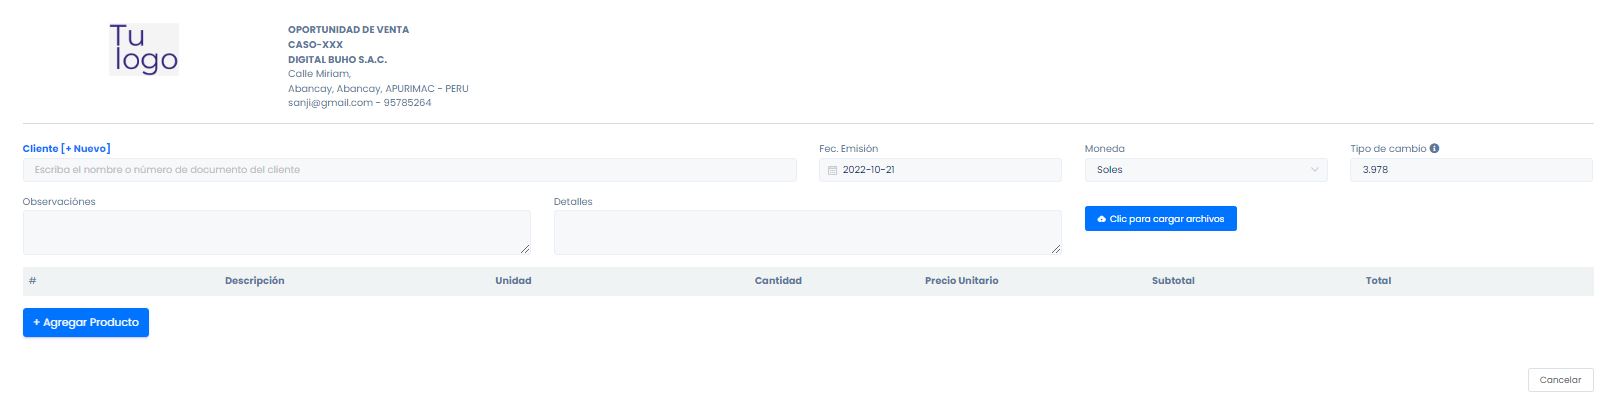 Tu
logo
OPORTUNIDAD DE VENTA
CASO-XXX
DIGITAL BUHO S.A.C.
Calle Miriam,
Abancay, Abancay, APURIMAC - PERU
sanji@gmail.com - 95785264
Cliente [+ Nuevo] Fec. Emisión Moneda Tipo de cambio
Escriba el nombre o número de documento del cliente 2022-10-21 Soles 3.978
Observaciónes Detalles
Clic para cargar archivos
# Descripción Unidad Cantidad Precio Unitario Subtotal Total
+ Agregar Producto
Cancelar